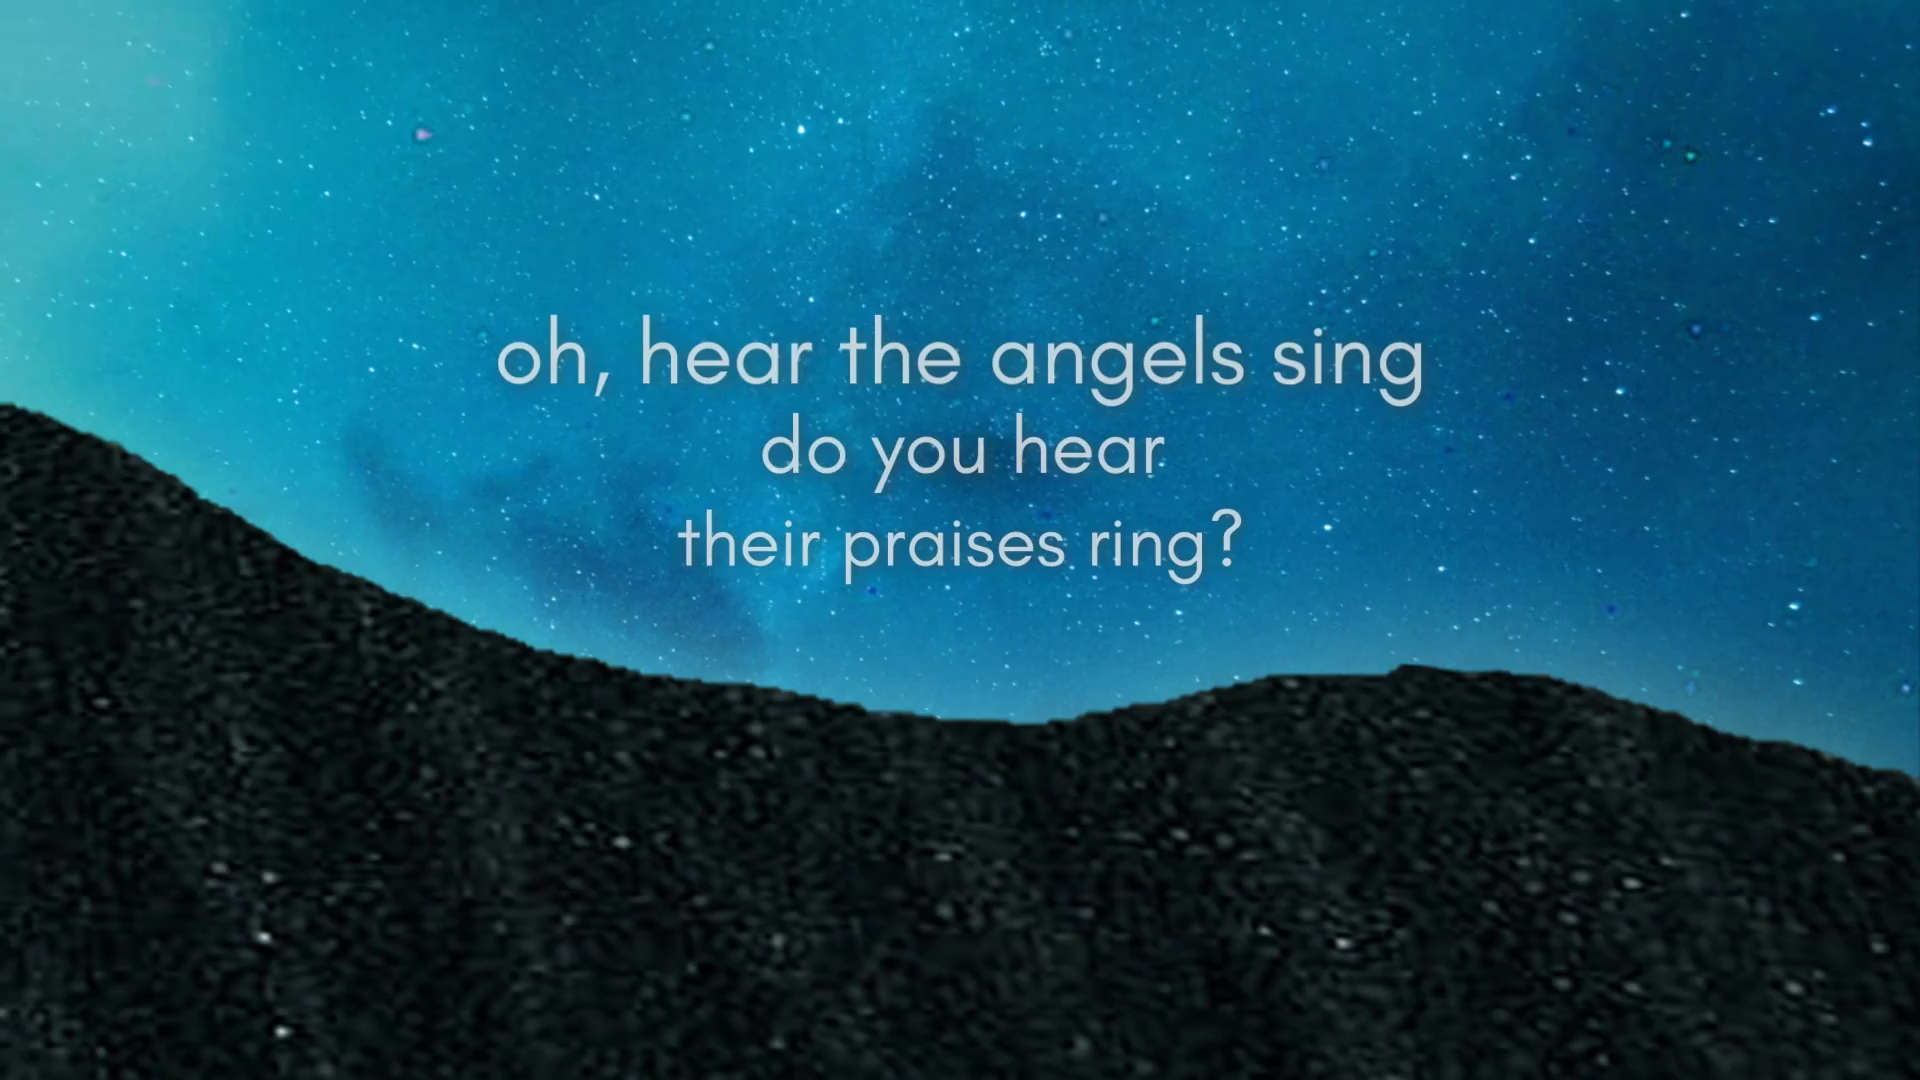 oh, hear the angels sing
do you hear
their praises ring?